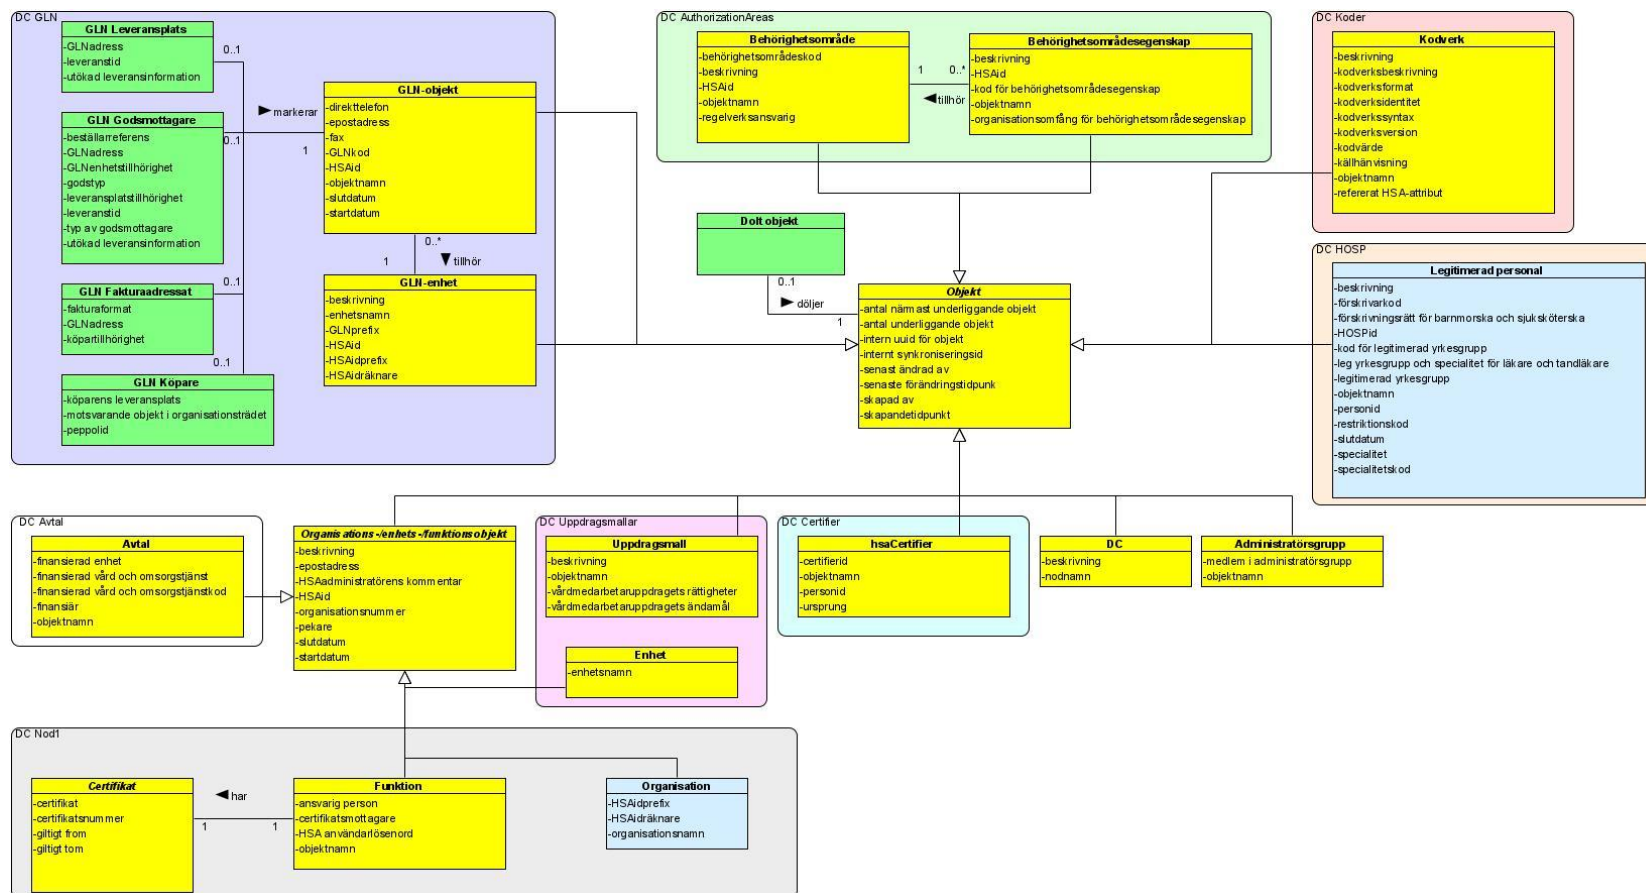 DC GLN
GLN Leveransplats
-GLNadress
-leveranstid
-utökad leveransinformation
0..1
GLN Godsmottagare
-beställarreferens
-GLNadress
-GLNenhetstillhörighet
-godstyp
-leveransplatstillhörighet
-leveranstid
-typ av godsmottagare
-utökad leveransinformation
0..1
markerar
1
GLN Fakturaadressat
-fakturaformat
-GLNadress
-köpartillhörighet
0..1
GLN Köpare
-köparens leveransplats
-motsvarande objekt i organisationsträdet
-peppolid
0..1
GLN-objekt
-direkttelefon
-epostadress
-fax
-GLNkod
-HSAid
-objektnamn
-slutdatum
-startdatum
0..*
1
tillhör
GLN-enhet
-beskrivning
-enhetsnamn
-GLNprefix
-HSAid
-HSAidprefix
-HSAidräknare
DC AuthorizationAreas
Behörighetsområde
-behörighetsområdeskod
-beskrivning
-HSAid
-objektnamn
-regelverksansvarig
1
0..*
tillhör
Behörighetsområdesegenskap
-beskrivning
-HSAid
-kod för behörighetsområdesegenskap
-objektnamn
-organisationsomfång för behörighetsområdesegenskap
DC Koder
Kodverk
-beskrivning
-kodverksbeskrivning
-kodverksformat
-kodverksidentitet
-kodverkssyntax
-kodverksversion
-kodvärde
-källhänvisning
-objektnamn
-refererat HSA-attribut
Dolt objekt
0..1
döljer
1
Objekt
-antal närmast underliggande objekt
-antal underliggande objekt
-intern uuid för objekt
-internt synkroniseringsid
-senast ändrad av
-senaste förändringstidpunk
-skapad av
-skapandetidpunkt
DC HOSP
Legitimerad personal
-beskrivning
-förskrivarkod
-förskrivningsrätt för barnmorska och sjuksköterska
-HOSPid
-kod för legitimerad yrkesgrupp
-leg yrkesgrupp och specialitet för läkare och tandläkare
-legitimerad yrkesgrupp
-objektnamn
-personid
-restriktionskod
-slutdatum
-specialitet
-specialitetskod
DC Avtal
Avtal
-finansierad enhet
-finansierad vård och omsorgstjänst
-finansierad vård och omsorgstjänstkod
-finansiär
-objektnamn
Organisations-/enhets-/funktionsobjekt
-beskrivning
-epostadress
-HSAadministratörens kommentar
-HSAid
-organisationsnummer
-pekare
-slutdatum
-startdatum
DC Uppdragsmallar
Uppdragsmall
-beskrivning
-objektnamn
-vårdmedarbetaruppdragets rättigheter
-vårdmedarbetaruppdragets ändamål
Enhet
-enhetsnamn
DC Certifier
hsaCertifier
-certifierid
-objektnamn
-personid
-ursprung
DC
-beskrivning
-nodnamn
Administratörsgrupp
-medlem i administratörsgrupp
-objektnamn
DC Nod1
Certifikat
-certifikat
-certifikatsnummer
-giltigt from
-giltigt tom
har
1
1
Funktion
-ansvarig person
-certifikatsmottagare
-HSA användarlösenord
-objektnamn
Organisation
-HSAidprefix
-HSAidräknare
-organisationsnamn